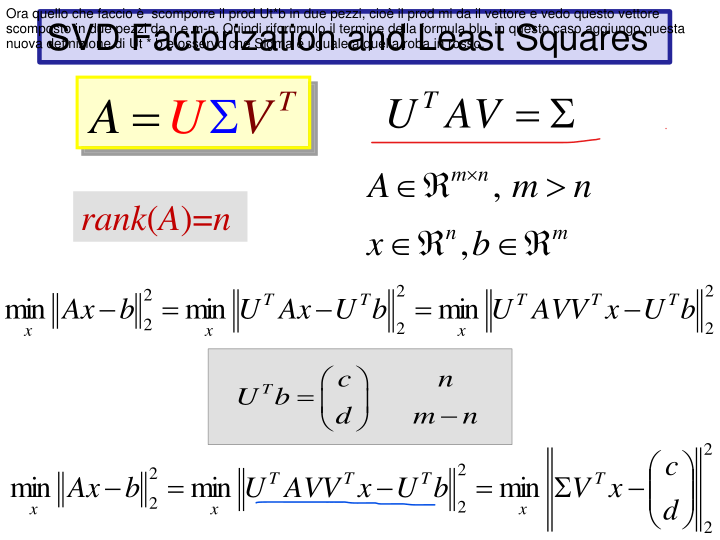 Ora quello che faccio è scomporre il prod Ut*b in due pezzi, cioè il prod mi da il vettore e vedo questo vettore
scomposto in due pezzi da n e m-n. Quindi riformulo il termine della formula blu, in questo caso aggiungo questa
nuova definizione di Ut * b e osservo che Sigma è uguale a quella roba in rosso.
SVD Factorization and Least Squares
A = UΣV^T
U^T AV = Σ
A ∈ ℜ^{m×n}, m > n
rank(A)=n
x ∈ ℜ^n, b ∈ ℜ^m
min_x ‖Ax − b‖_2^2 = min_x ‖U^T Ax − U^T b‖_2^2 = min_x ‖U^T AVV^T x − U^T b‖_2^2
U^T b = (c d) n m − n
min_x ‖Ax − b‖_2^2 = min_x ‖U^T AVV^T x − U^T b‖_2^2 = min_x ‖ΣV^T x − (c d)‖_2^2